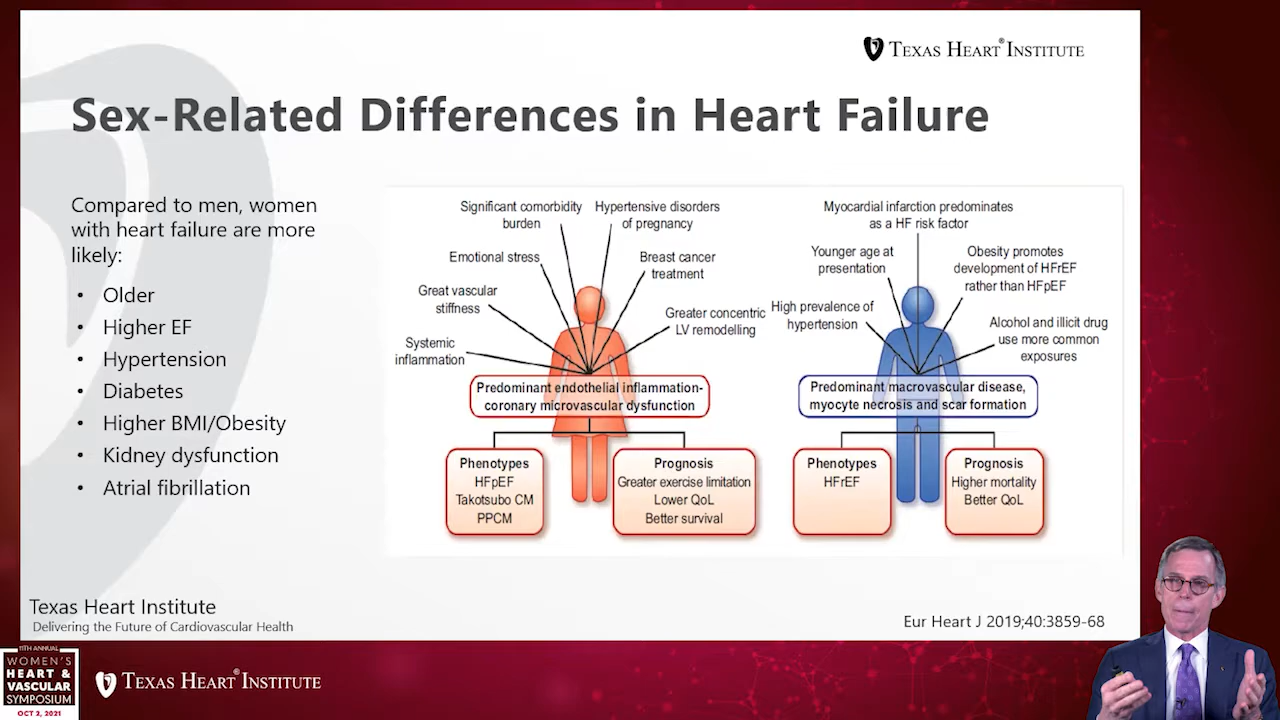 TEXAS HEART® INSTITUTE
Sex-Related Differences in Heart Failure
Compared to men, women
with heart failure are more
likely:
• Older
• Higher EF
• Hypertension
• Diabetes
• Higher BMI/Obesity
• Kidney dysfunction
• Atrial fibrillation
Significant comorbidity
burden
Hypertensive disorders
of pregnancy
Emotional stress
Breast cancer
treatment
Great vascular
stiffness
Greater concentric
LV remodelling
Systemic
inflammation
Predominant endothelial inflammation-
coronary microvascular dysfunction
Phenotypes
HFpEF
Takotsubo CM
PPCM
Prognosis
Greater exercise limitation
Lower QoL
Better survival
Myocardial infarction predominates
as a HF risk factor
Younger age at
presentation
Obesity promotes
development of HFrEF
rather than HFpEF
High prevalence of
hypertension
Alcohol and illicit drug
use more common
exposures
Predominant macrovascular disease,
myocyte necrosis and scar formation
Phenotypes
HFrEF
Prognosis
Higher mortality
Better QoL
Texas Heart Institute
Delivering the Future of Cardiovascular Health
Eur Heart J 2019;40:3859-68
11TH ANNUAL
WOMEN'S
HEART &
VASCULAR
SYMPOSIUM
OCT 2, 2021
TEXAS HEART® INSTITUTE